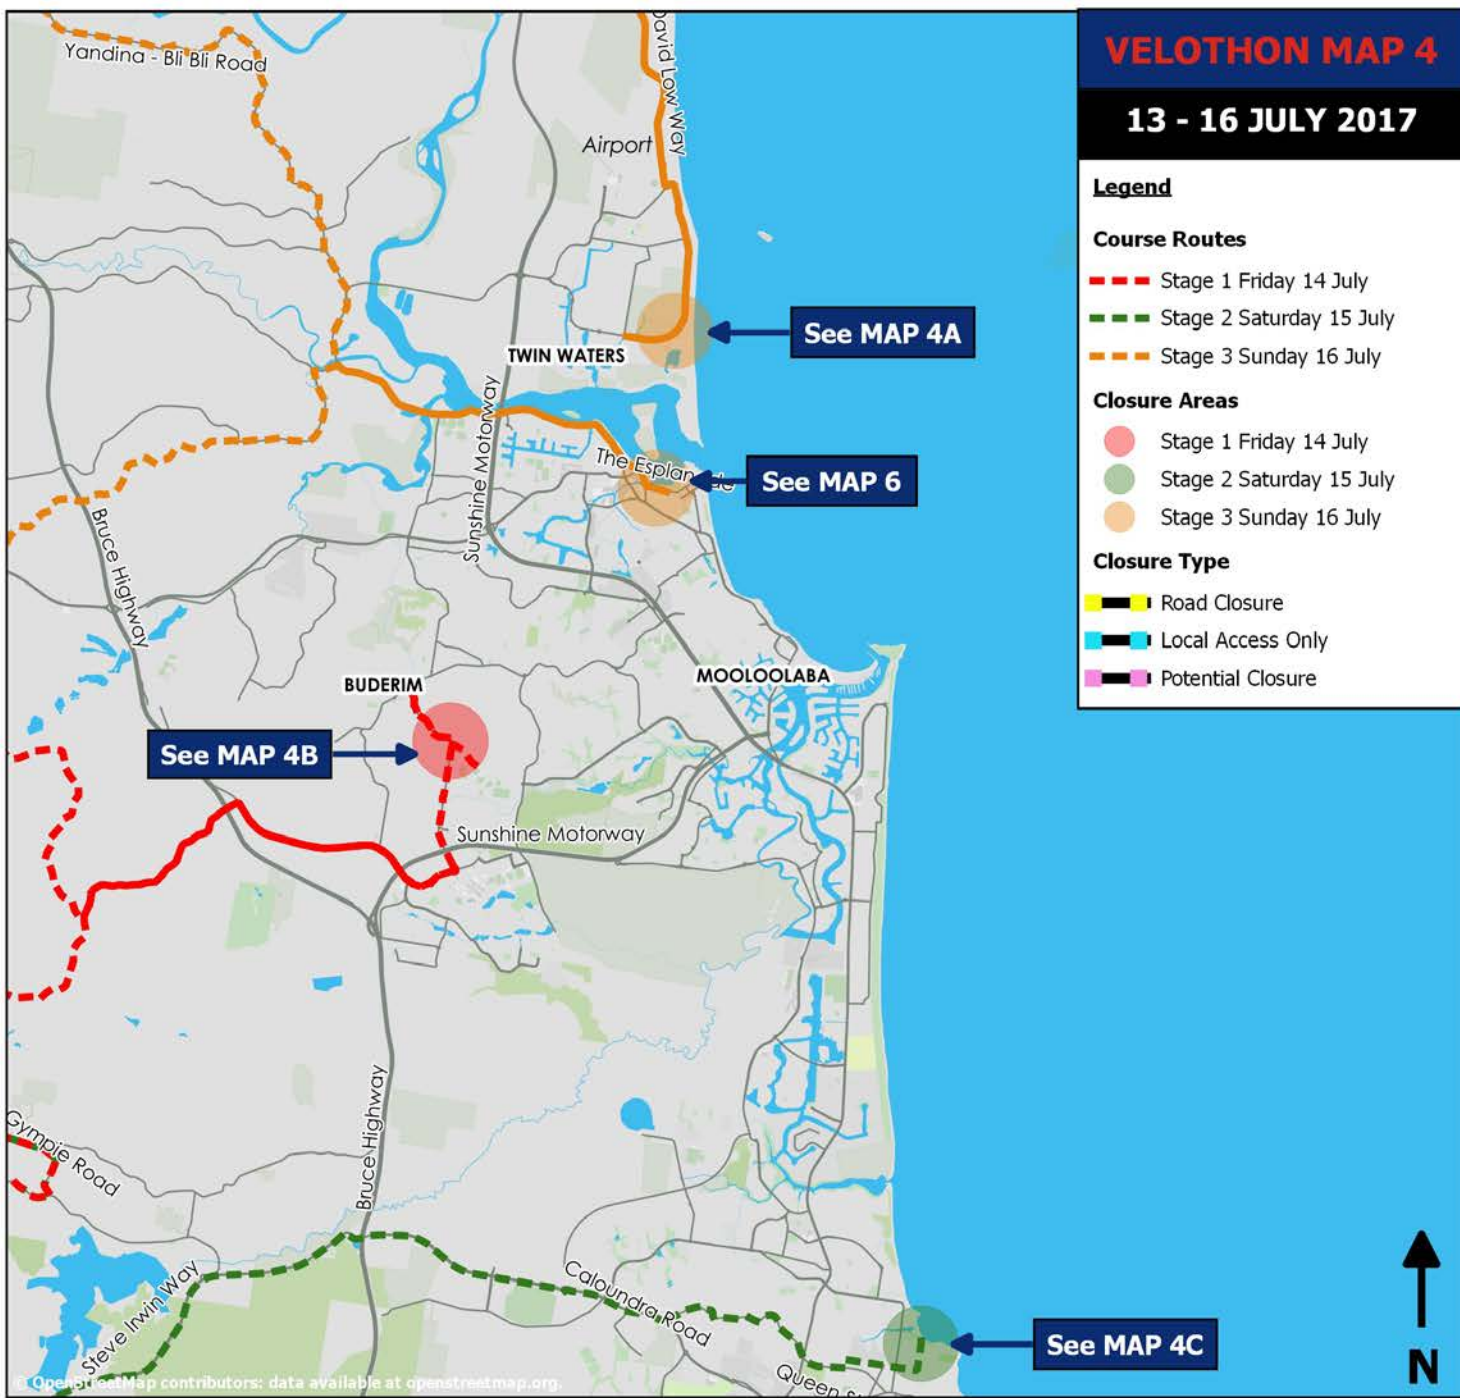 VELOTHON MAP 4
13 - 16 JULY 2017
Legend
Course Routes
Stage 1 Friday 14 July
Stage 2 Saturday 15 July
Stage 3 Sunday 16 July
Closure Areas
Stage 1 Friday 14 July
Stage 2 Saturday 15 July
Stage 3 Sunday 16 July
Closure Type
Road Closure
Local Access Only
Potential Closure
Yandina - Bli Bli Road
David Low Way
Airport
See MAP 4A
TWIN WATERS
Sunshine Motorway
The Esplanade
See MAP 6
Bruce Highway
MOOLOOLABA
BUDERIM
See MAP 4B
Sunshine Motorway
Gympie Road
Bruce Highway
Steve Irwin Way
Caloundra Road
See MAP 4C
Queen
N
© OpenStreetMap contributors: data available at openstreetmap.org.